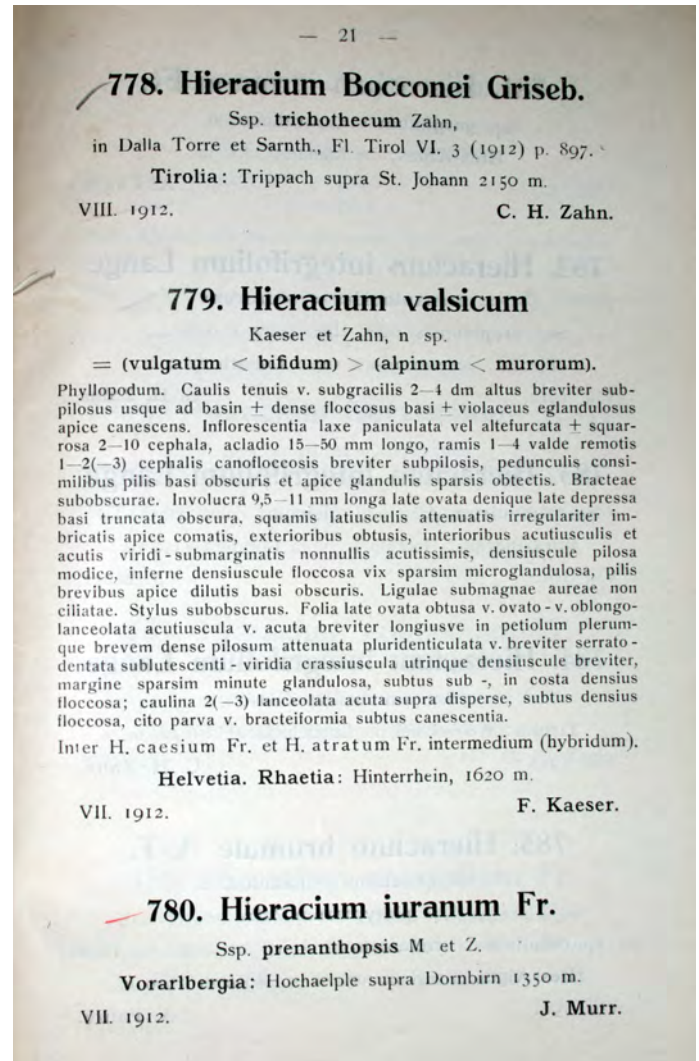 — 21 —
778. Hieracium Bocconei Griseb.
Ssp. trichothecum Zahn,
in Dalla Torre et Sarnth., Fl. Tirol VI. 3 (1912) p. 897.
Tirolia: Trippach supra St. Johann 2150 m.
VIII. 1912. C. H. Zahn.
779. Hieracium valsicum
Kaeser et Zahn, n sp.
= (vulgatum < bifidum) > (alpinum < murorum).
Phyllopodum. Caulis tenuis v. subgracilis 2—4 dm altus breviter sub-
pilosus usque ad basin ± dense floccosus basi ± violaceus eglandulosus
apice canescens. Inflorescentia laxe paniculata vel altefurcata ± squar-
rosa 2—10 cephala, acladio 15—50 mm longo, ramis 1—4 valde remotis
1—2(—3) cephalis canofloccosis breviter subpilosis, pedunculis consi-
milibus pilis basi obscuris et apice glandulis sparsis obtectis. Bracteae
subobscurae. Involucra 9,5—11 mm longa late ovata denique late depressa
basi truncata obscura, squamis latiusculis attenuatis irregulariter im-
bricatis apice comatis, exterioribus obtusis, interioribus acutiusculis et
acutis viridi-submarginatis nonnullis acutissimis, densiuscule pilosa
modice, inferne densiuscule floccosa vix sparsim microglandulosa, pilis
brevibus apice dilutis basi obscuris. Ligulae submagnae aureae non
ciliatae. Stylus subobscurus. Folia late ovata obtusa v. ovato-v. oblongo-
lanceolata acutiuscula v. acuta breviter longiusve in petiolum plerum-
que brevem dense pilosum attenuata pluridenticulata v. breviter serrato-
dentata sublutescenti-viridia crassiuscula utrinque densiuscule breviter,
margine sparsim minute glandulosa, subtus sub -, in costa densius
floccosa; caulina 2(—3) lanceolata acuta supra disperse, subtus densius
floccosa, cito parva v. bracteiformia subtus canescentia.
Inter H. caesium Fr. et H. atratum Fr. intermedium (hybridum).
Helvetia. Rhaetia: Hinterrhein, 1620 m.
VII. 1912. F. Kaeser.
780. Hieracium iuranum Fr.
Ssp. prenanthopsis M et Z.
Vorarlbergia: Hochaelple supra Dornbirn 1350 m.
VII. 1912. J. Murr.